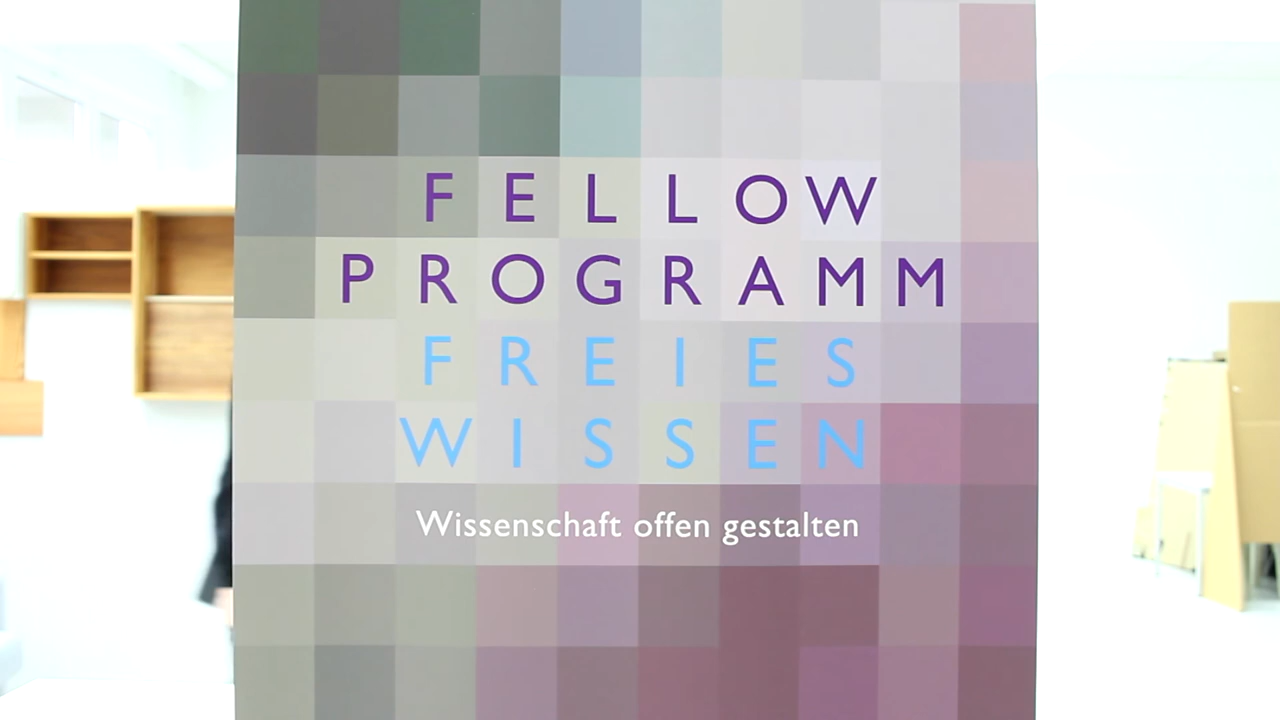 FELLOW
PROGRAMM
FREIES
WISSEN
Wissenschaft offen gestalten